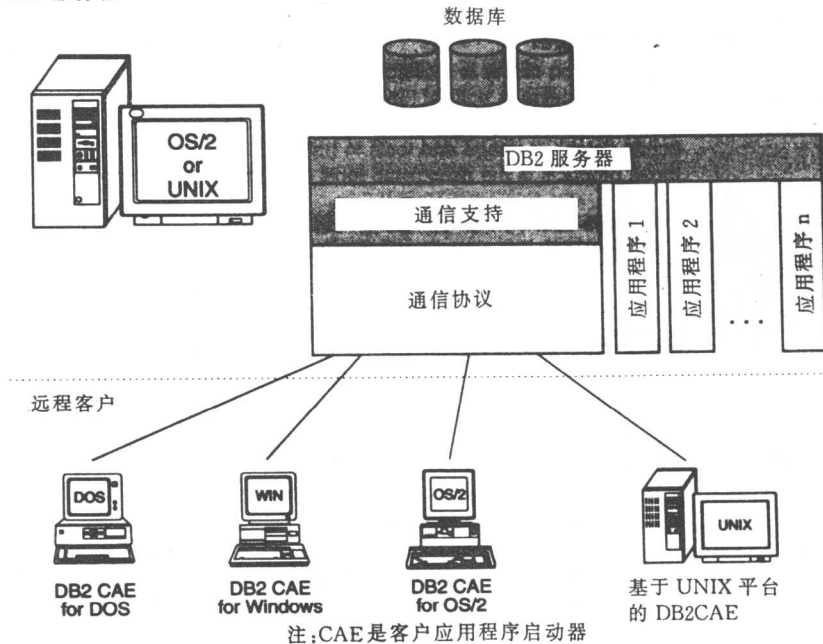 数据库
OS/2
or
UNIX
DB2 服务器
通信支持
通信协议
应用程序1
应用程序2
...
应用程序n
远程客户
DOS
WIN
OS/2
UNIX
DB2 CAE
for DOS
DB2 CAE
for Windows
DB2 CAE
for OS/2
基于 UNIX 平台
的 DB2CAE
注:CAE是客户应用程序启动器